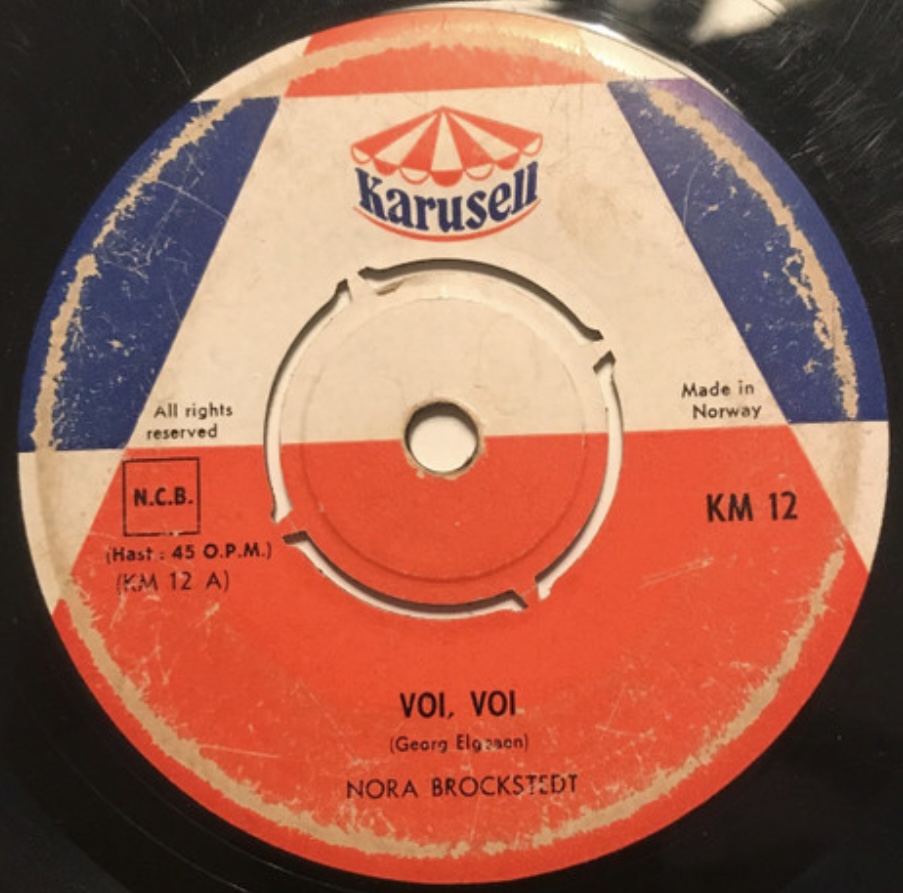 Karusell
All rights
reserved
Made in
Norway
N.C.B.
KM 12
(Hast : 45 O.P.M.)
(KM 12 A)
VOI, VOI
(Georg Elgaaen)
NORA BROCKSTEDT